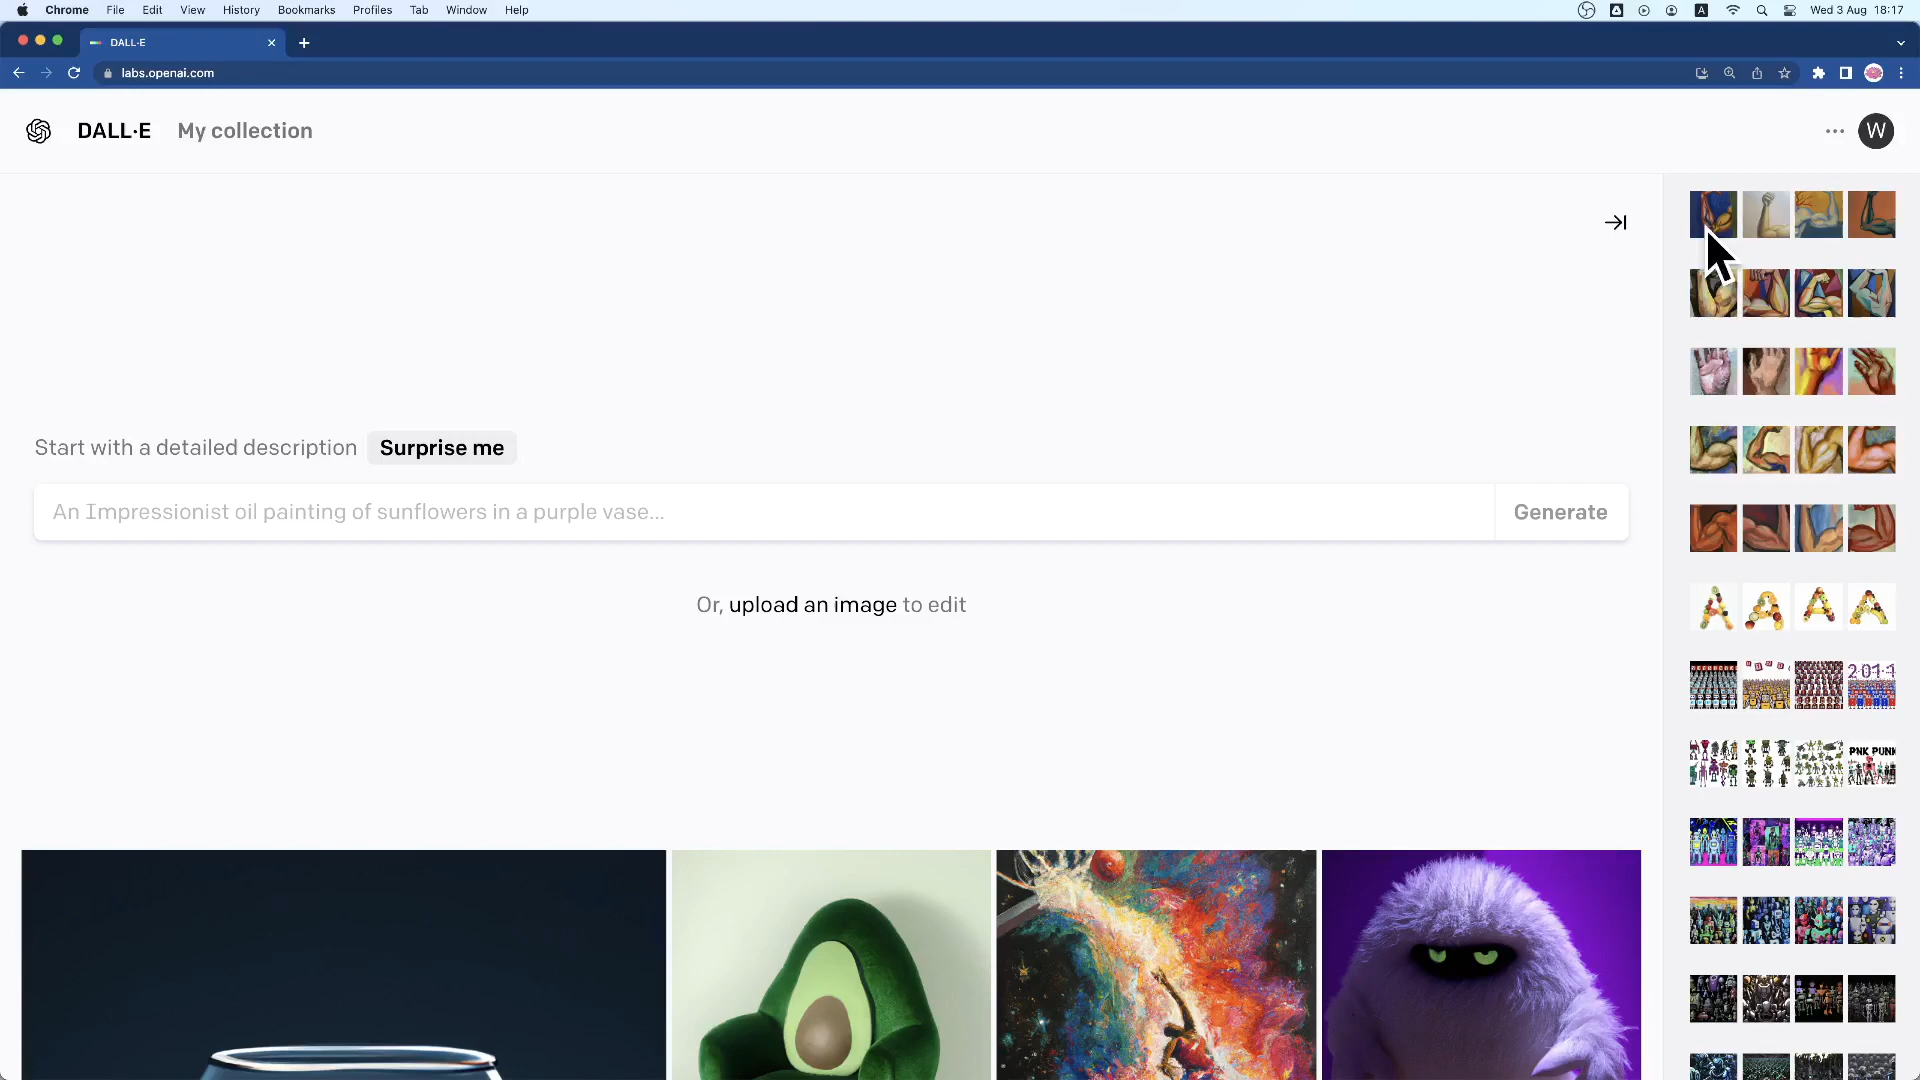 Chrome File Edit View History Bookmarks Profiles Tab Window Help A Wed 3 Aug 18:17
DALL·E
labs.openai.com
DALL·E My collection W
Start with a detailed description Surprise me
An Impressionist oil painting of sunflowers in a purple vase... Generate
Or, upload an image to edit
A A A A
2011
PNK PUNK